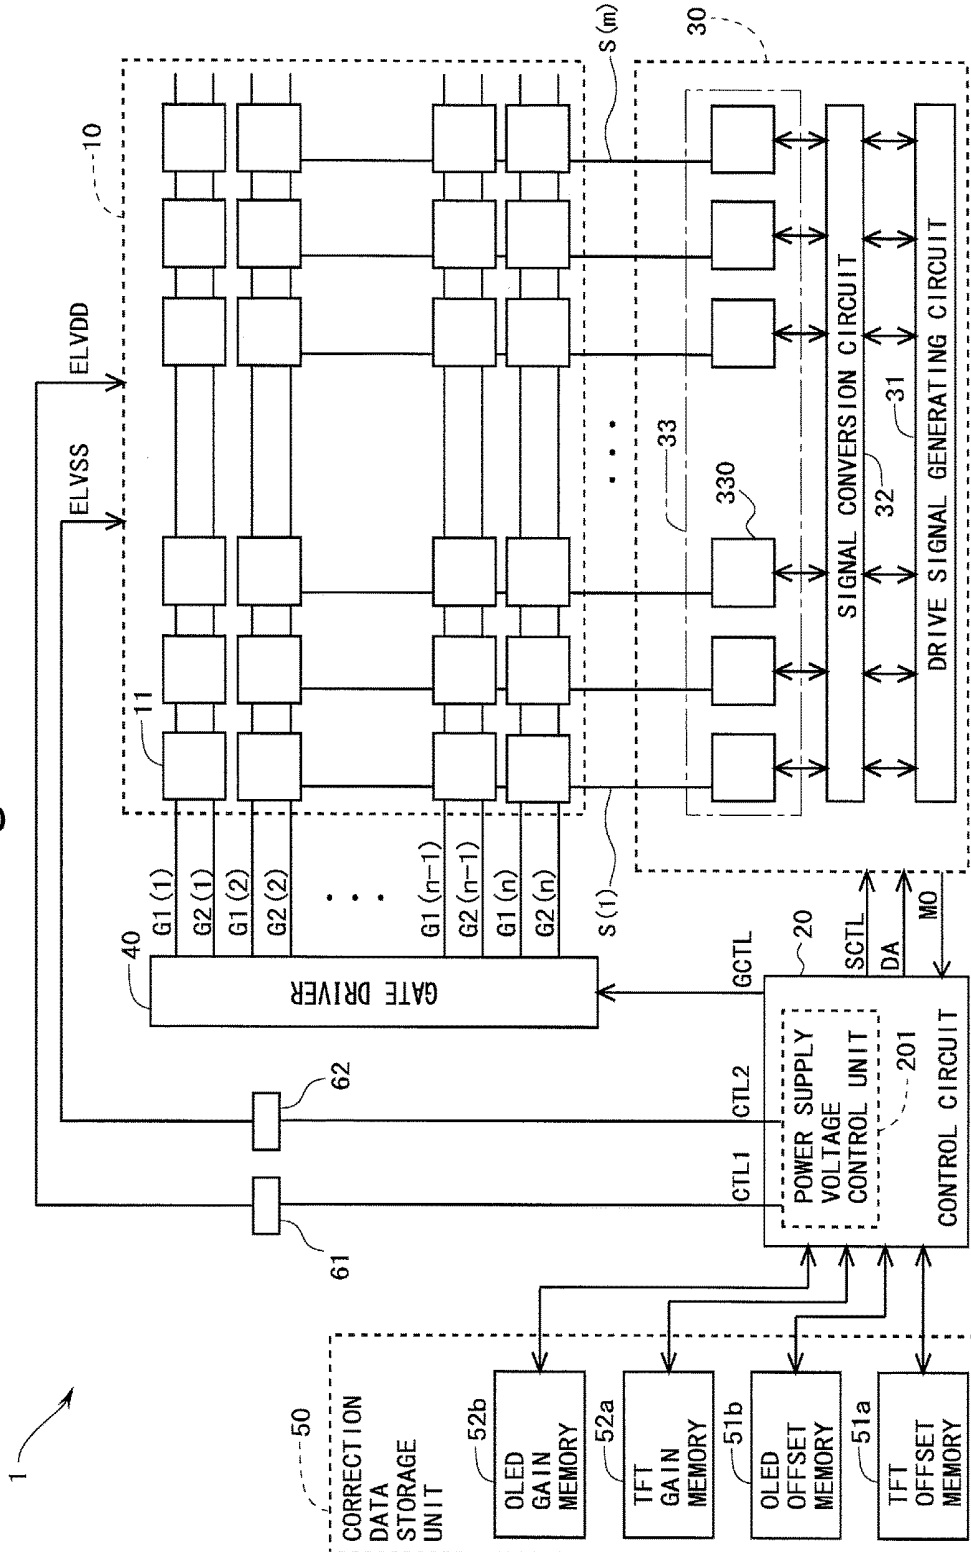 1
10
11
ELVDD
ELVSS
40
GATE DRIVER
G1(1)
G2(1)
G1(2)
G2(2)
G1(n-1)
G2(n-1)
G1(n)
G2(n)
S(1)
S(m)
30
33
330
SIGNAL CONVERSION CIRCUIT
32
31
DRIVE SIGNAL GENERATING CIRCUIT
61
62
CTL1
CTL2
GCTL
20
SCTL
DA
MO
POWER SUPPLY
VOLTAGE
CONTROL UNIT
201
CONTROL CIRCUIT
50
CORRECTION
DATA
STORAGE
UNIT
52b
OLED
GAIN
MEMORY
52a
TFT
GAIN
MEMORY
51b
OLED
OFFSET
MEMORY
51a
TFT
OFFSET
MEMORY